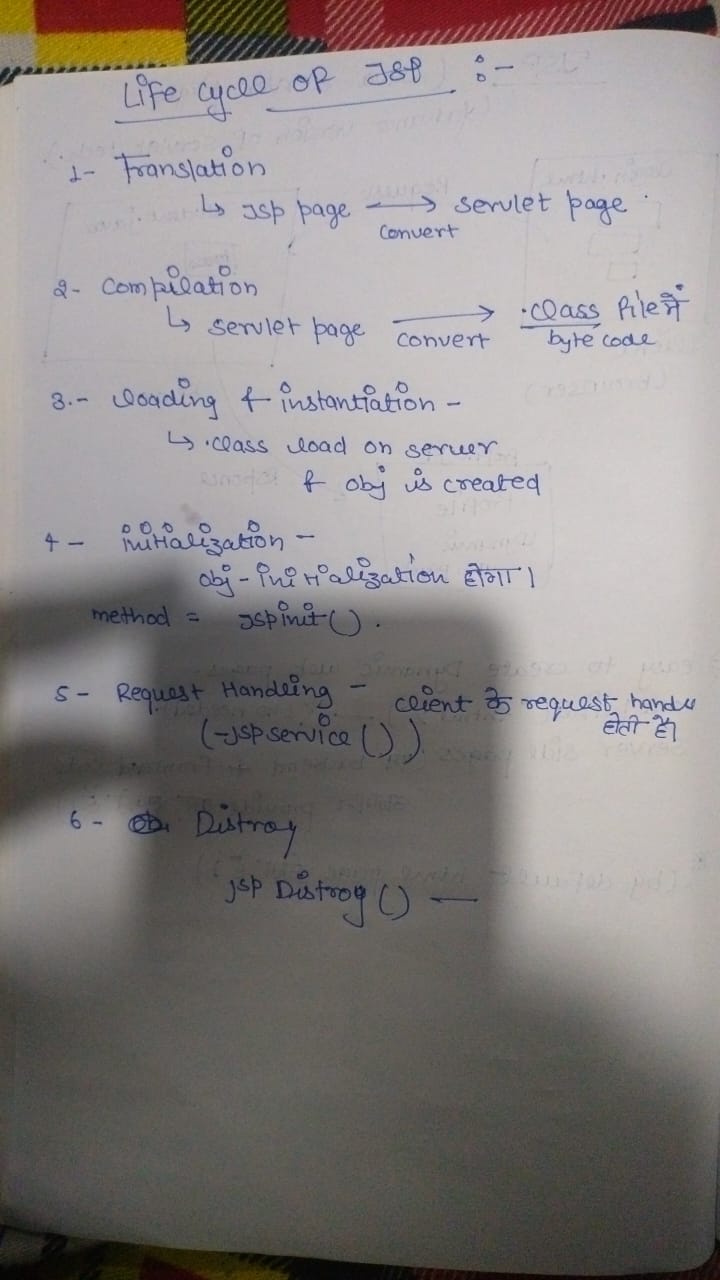 Life cycle of JSP :-
1- Translation
↳ JSP page → servlet page.
convert
2- Compilation
↳ servlet page → .class file में
convert byte code
3.- loading & instantiation -
↳ .class load on server
& obj is created
4 - initialization -
obj - initialization होगा।
method = JSPinit().
5 - Request Handling - client के request handle
(-JSPservice()) होती है।
6 - Distroy
JSP Distroy() -